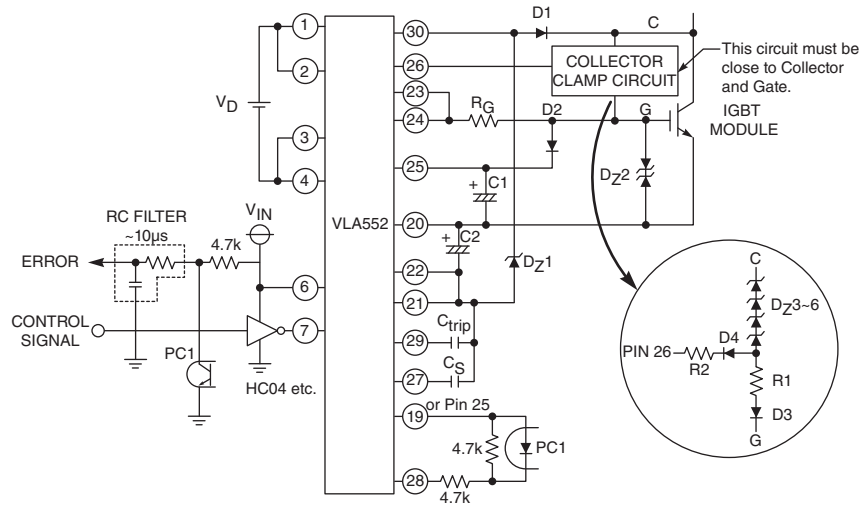 1
2
V_D
3
4
RC FILTER
~10µs
ERROR
4.7k
V_IN
6
CONTROL
SIGNAL
7
PC1
HC04 etc.
VLA552
30
26
23
24
25
20
22
21
29
27
19
or Pin 25
28
D1
C
COLLECTOR
CLAMP CIRCUIT
This circuit must be
close to Collector
and Gate.
R_G
D2
G
IGBT
MODULE
+
C1
D_Z2
+
C2
D_Z1
C_trip
C_S
4.7k
PC1
4.7k
C
D_Z3~6
PIN 26
D4
R2
R1
D3
G